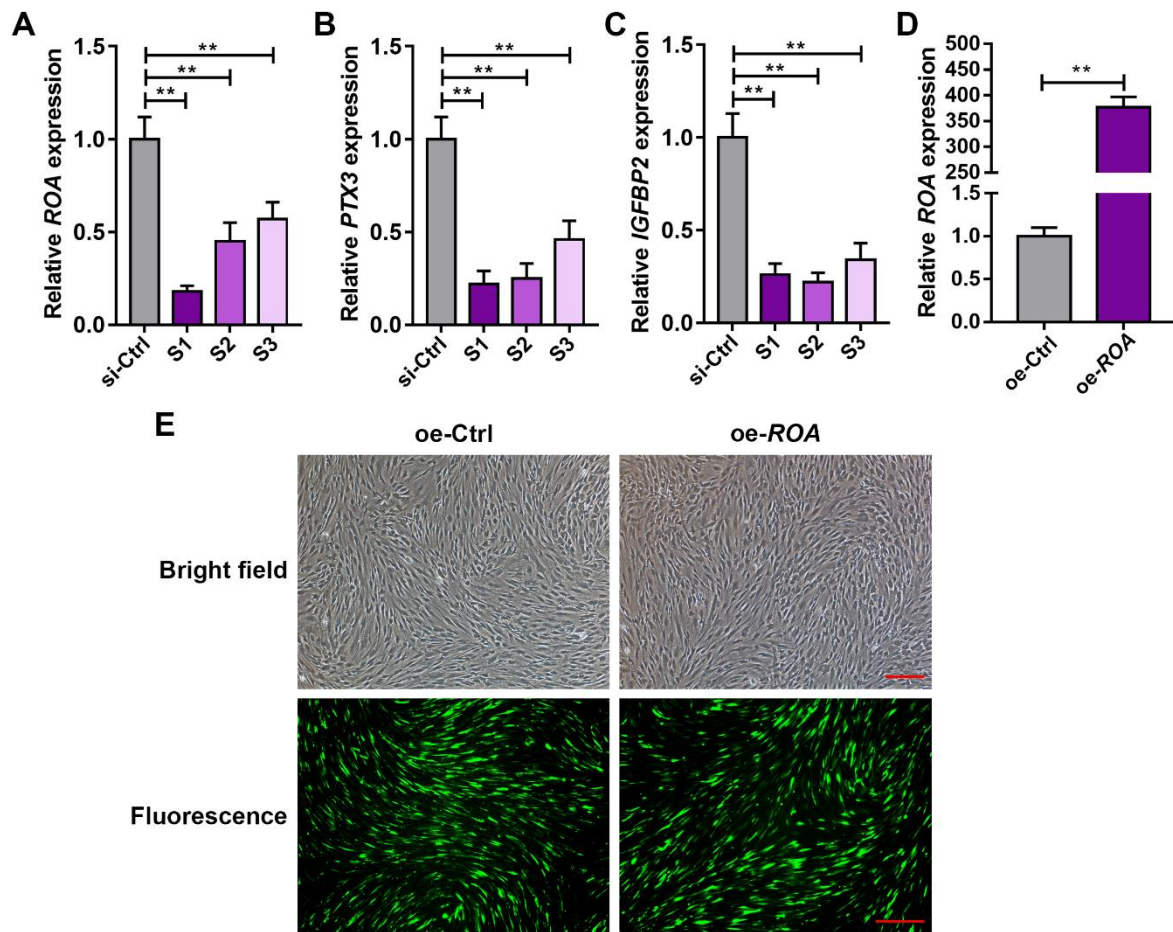 A
Relative ROA expression
1.5
1.0
0.5
0.0
**
**
**
si-Ctrl
S1
S2
S3
B
Relative PTX3 expression
1.5
1.0
0.5
0.0
**
**
**
si-Ctrl
S1
S2
S3
C
Relative IGFBP2 expression
1.5
1.0
0.5
0.0
**
**
**
si-Ctrl
S1
S2
S3
D
Relative ROA expression
500
450
400
350
300
250
200
1.5
1.0
0.5
0.0
**
oe-Ctrl
oe-ROA
E
oe-Ctrl
oe-ROA
Bright field
Fluorescence